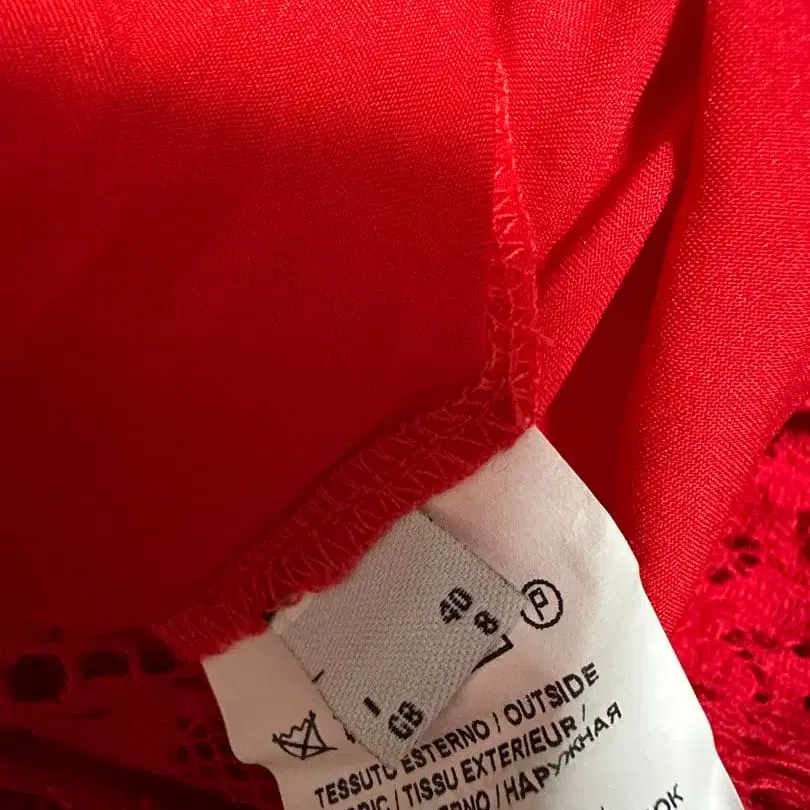 I 40
GB 8
P
TESSUTO ESTERNO / OUTSIDE
/ TISSU EXTERIEUR /
/ НАРУЖНАЯ